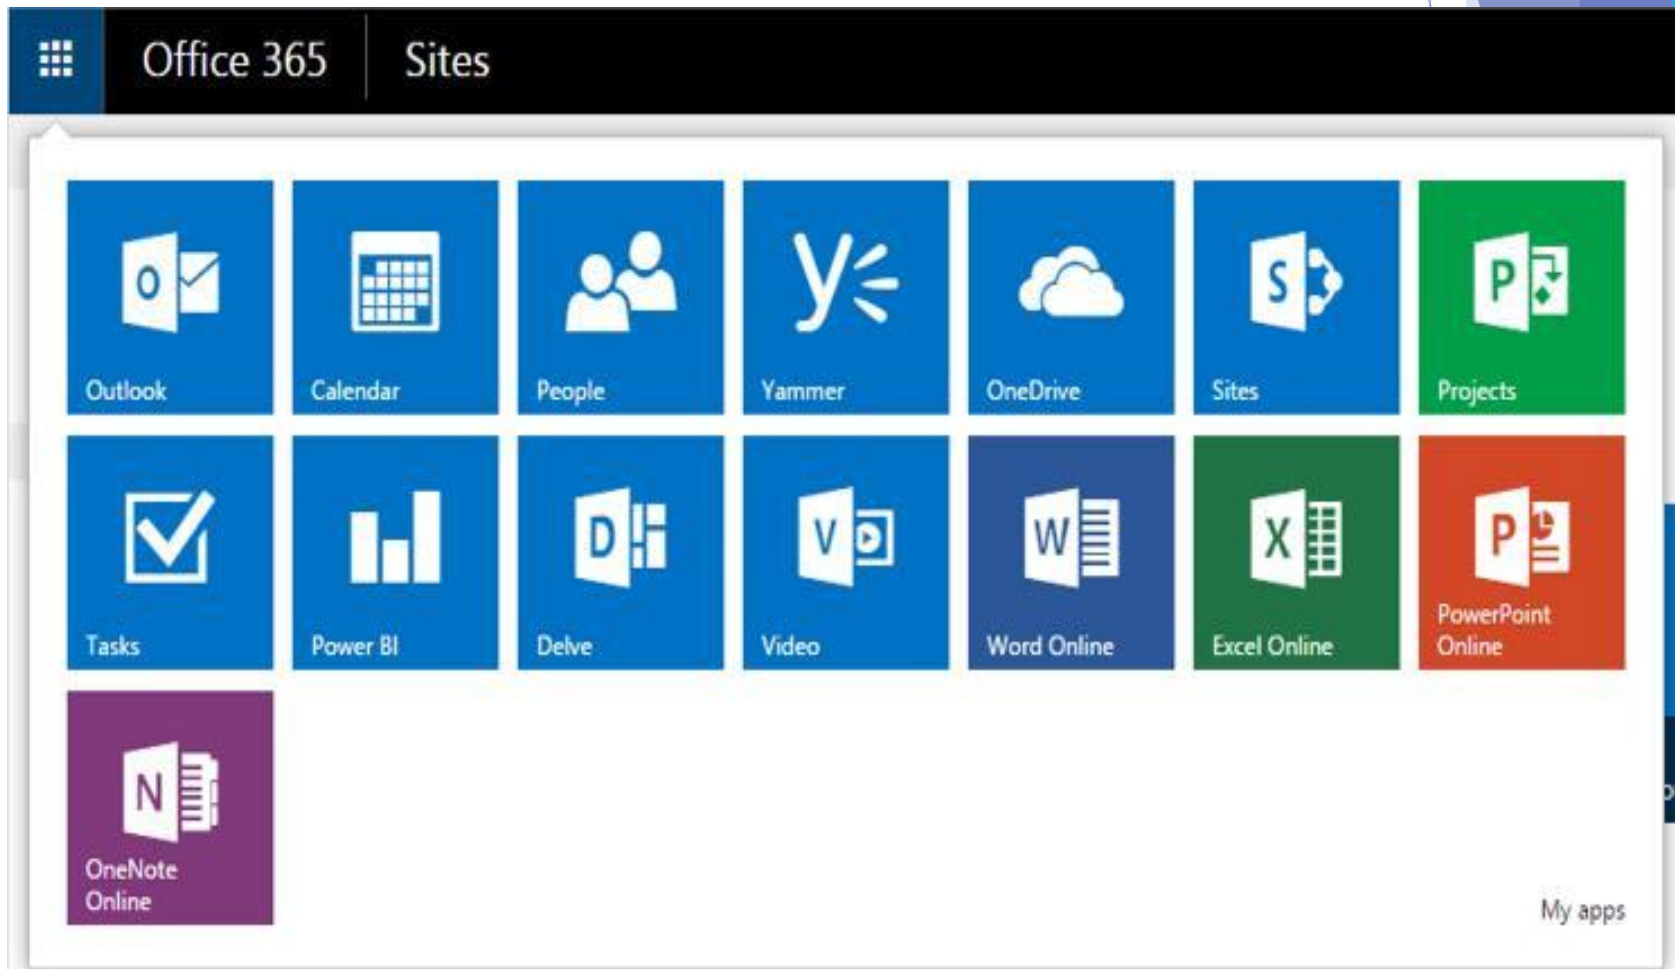 Office 365
Sites
Outlook
Calendar
People
Yammer
OneDrive
Sites
Projects
Tasks
Power BI
Delve
Video
Word Online
Excel Online
PowerPoint
Online
OneNote
Online
My apps